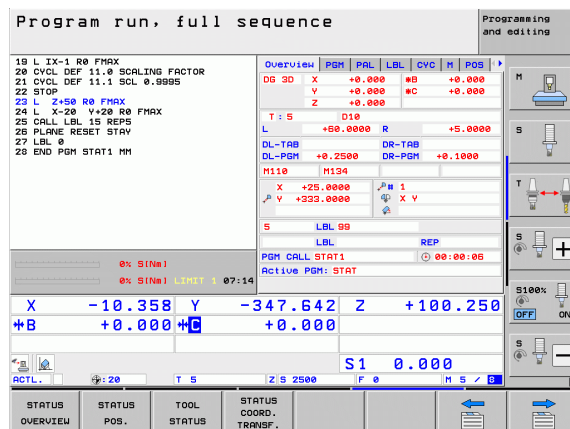 Program run, full sequence
Programming and editing
19 L IX-1 R0 FMAX
20 CYCL DEF 11.0 SCALING FACTOR
21 CYCL DEF 11.1 SCL 0.9995
22 STOP
23 L Z+50 R0 FMAX
24 L X-20 Y+20 R0 FMAX
25 CALL LBL 15 REP5
26 PLANE RESET STAY
27 LBL 0
28 END PGM STAT1 MM
0% S[Nm]
0% S[Nm] LIMIT 1 07:14
Overview PGM PAL LBL CYC M POS
DG 3D X +0.000 *B +0.000
Y +0.000 *C +0.000
Z +0.000
T : 5 D10
L +60.0000 R +5.0000
DL-TAB DR-TAB
DL-PGM +0.2500 DR-PGM +0.1000
M110 M134
X +25.0000 # 1
Y +333.0000 X Y
5 LBL 99
LBL REP
PGM CALL STAT1 00:00:06
Active PGM: STAT
X -10.358 Y -347.642 Z +100.250
B +0.000 C +0.000
S1 0.000
ACTL. : 20 T 5 Z S 2500 F 0 M 5 / 8
M
S
T
S
S100%
OFF ON
S
STATUS OVERVIEW
STATUS POS.
TOOL STATUS
STATUS COORD. TRANSF.